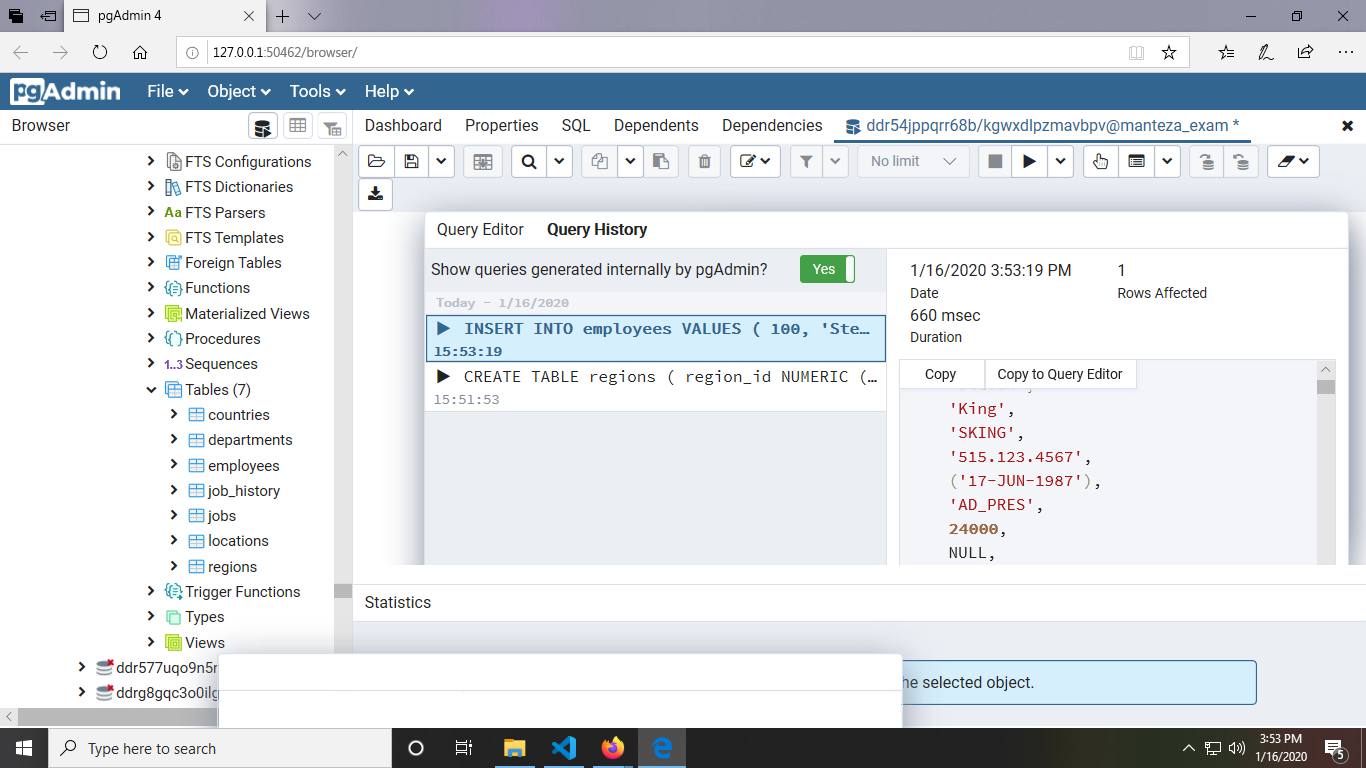 pgAdmin 4
127.0.0.1:50462/browser/
pgAdmin File Object Tools Help
Browser
Dashboard Properties SQL Dependents Dependencies ddr54jppqrr68b/kgwxdlpzmavbpv@manteza_exam *
No limit
FTS Configurations
FTS Dictionaries
Aa FTS Parsers
FTS Templates
Foreign Tables
Functions
Materialized Views
Procedures
1..3 Sequences
Tables (7)
countries
departments
employees
job_history
jobs
locations
regions
Trigger Functions
Types
Views
ddr577uqo9n5r
ddrg8gqc3o0ilg
Query Editor Query History
Show queries generated internally by pgAdmin? Yes
Today - 1/16/2020
INSERT INTO employees VALUES ( 100, 'Ste…
15:53:19
CREATE TABLE regions ( region_id NUMERIC (…
15:51:53
1/16/2020 3:53:19 PM 1
Date Rows Affected
660 msec
Duration
Copy Copy to Query Editor
'King',
'SKING',
'515.123.4567',
('17-JUN-1987'),
'AD_PRES',
24000,
NULL,
Statistics
he selected object.
Type here to search
3:53 PM
1/16/2020
5